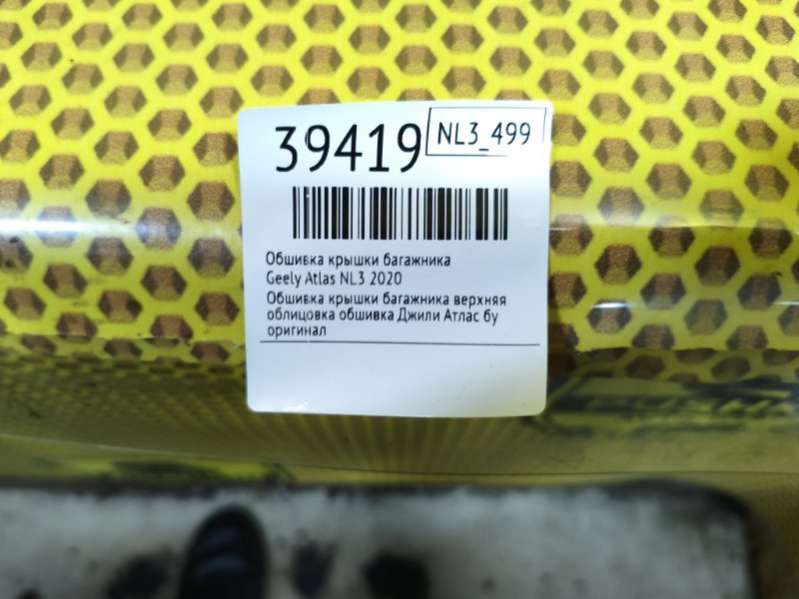 39419
NL3_499
Обшивка крышки багажника
Geely Atlas NL3 2020
Обшивка крышки багажника верхняя
облицовка обшивка Джили Атлас бу
оригинал